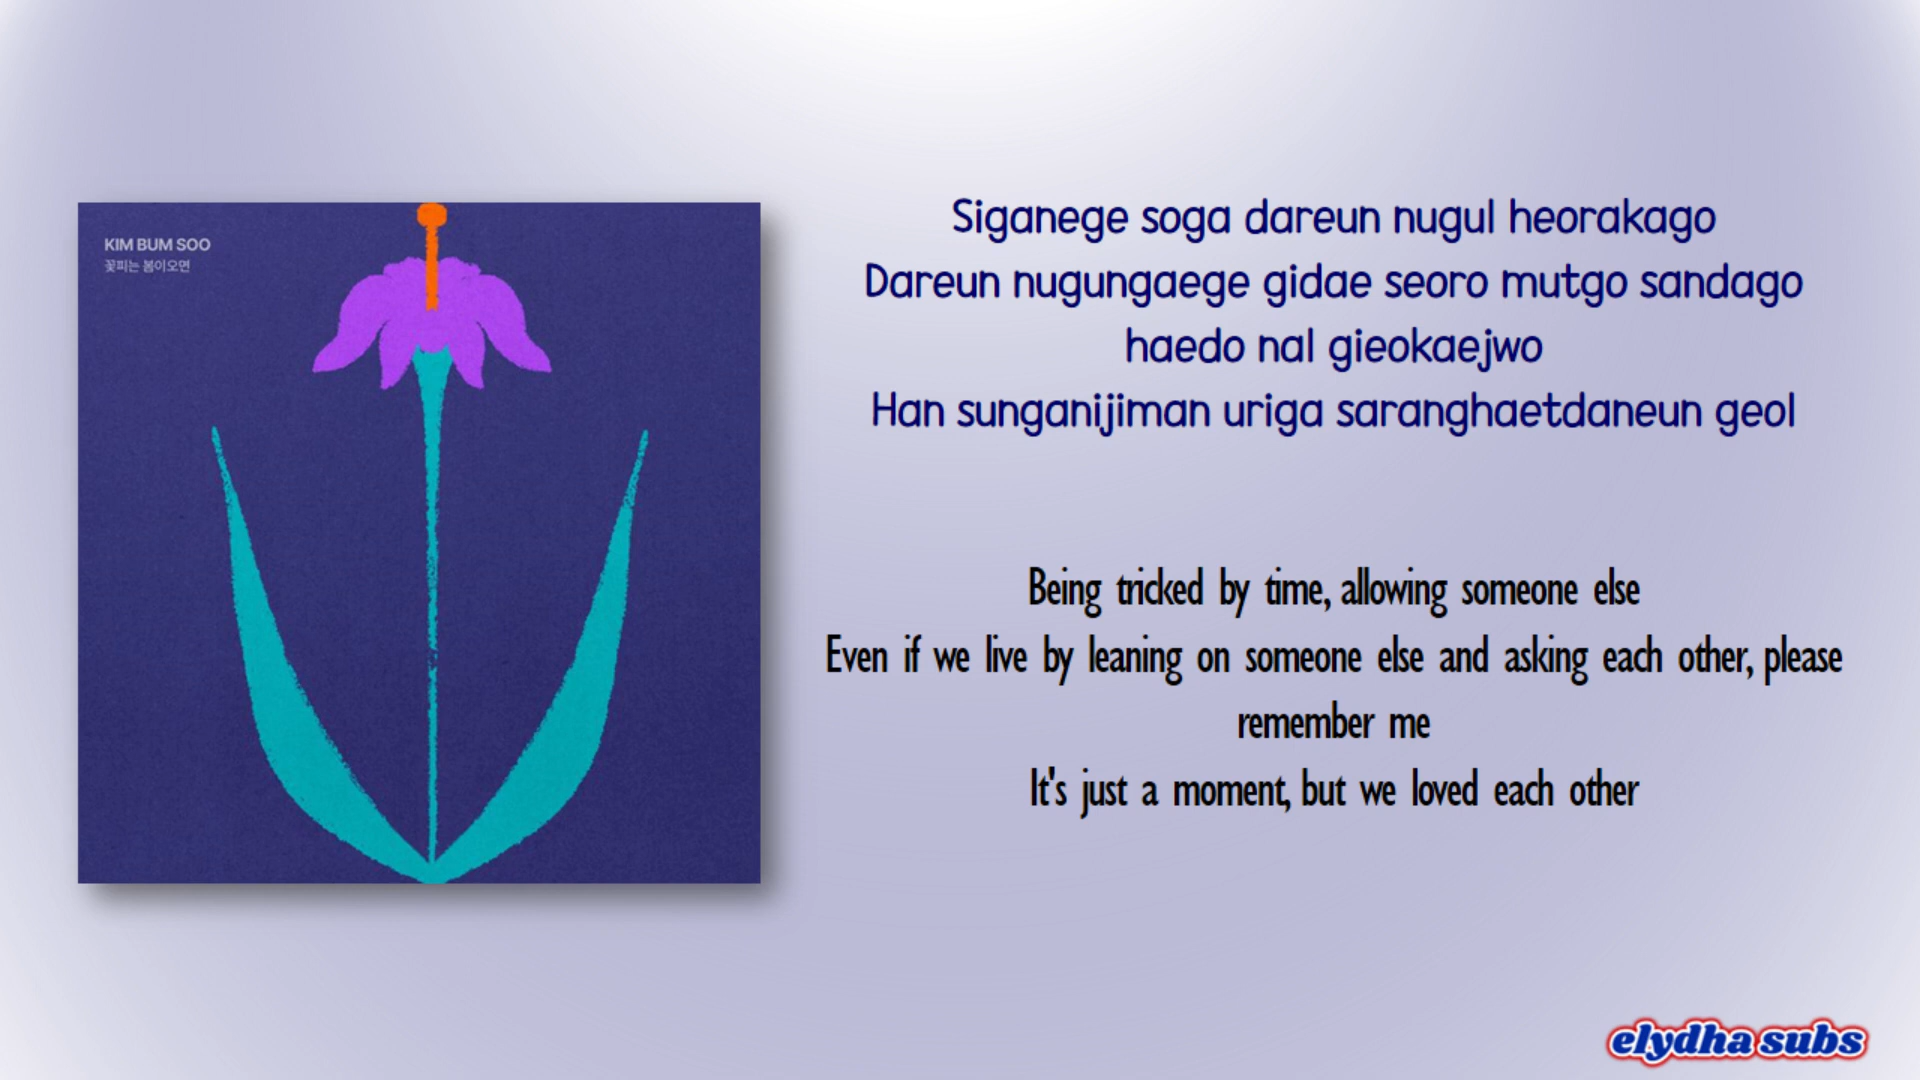 KIM BUM SOO
꽃피는 봄이오면
Siganege soga dareun nugul heorakago
Dareun nugungaege gidae seoro mutgo sandago
haedo nal gieokaejwo
Han sunganijiman uriga saranghaetdaneun geol
Being tricked by time, allowing someone else
Even if we live by leaning on someone else and asking each other, please
remember me
It's just a moment, but we loved each other
elydha subs